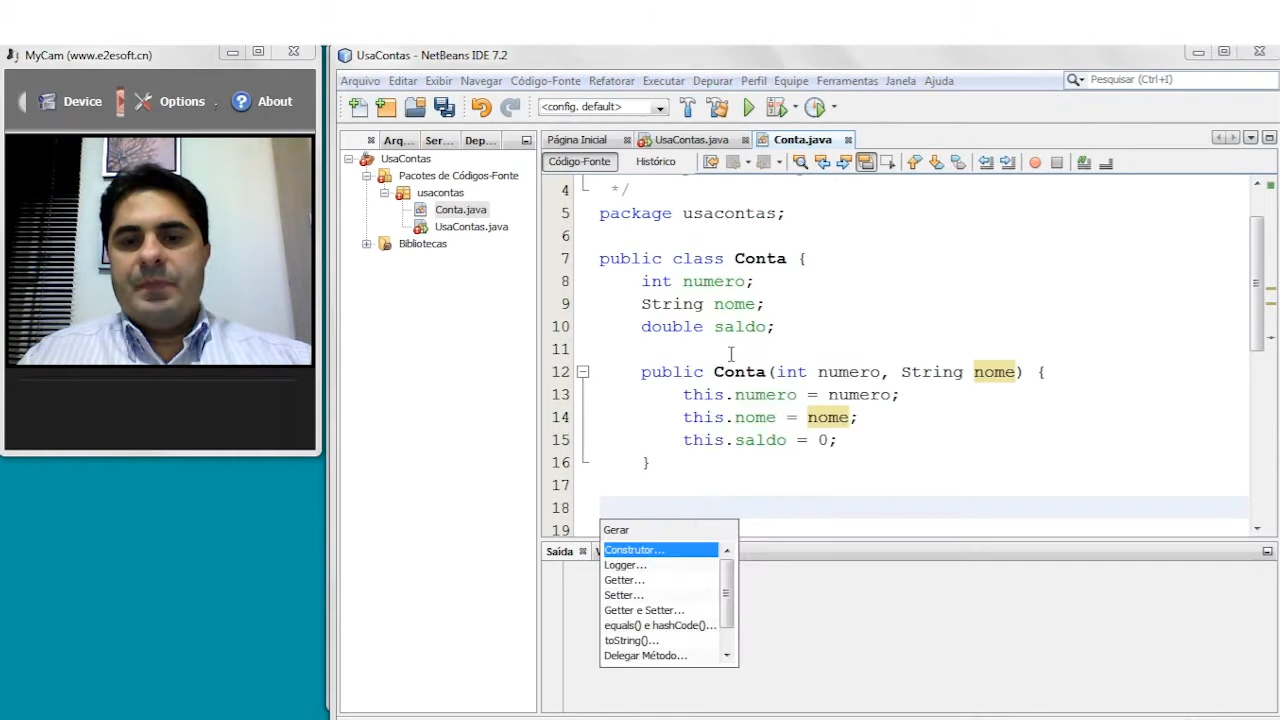 MyCam (www.e2esoft.cn)
Device
Options
About
UsaContas - NetBeans IDE 7.2
Arquivo Editar Exibir Navegar Código-Fonte Refatorar Executar Depurar Perfil Equipe Ferramentas Janela Ajuda
Pesquisar (Ctrl+I)
<config. default>
Arq... Ser... Dep...
Página Inicial UsaContas.java Conta.java
Código-Fonte Histórico
UsaContas
Pacotes de Códigos-Fonte
usacontas
Conta.java
UsaContas.java
Bibliotecas
4 */
5 package usacontas;
6
7 public class Conta {
8 int numero;
9 String nome;
10 double saldo;
11
12 public Conta(int numero, String nome) {
13 this.numero = numero;
14 this.nome = nome;
15 this.saldo = 0;
16 }
17
18
19
Gerar
Construtor...
Logger...
Getter...
Setter...
Getter e Setter...
equals() e hashCode()...
toString()...
Delegar Método...
Saída